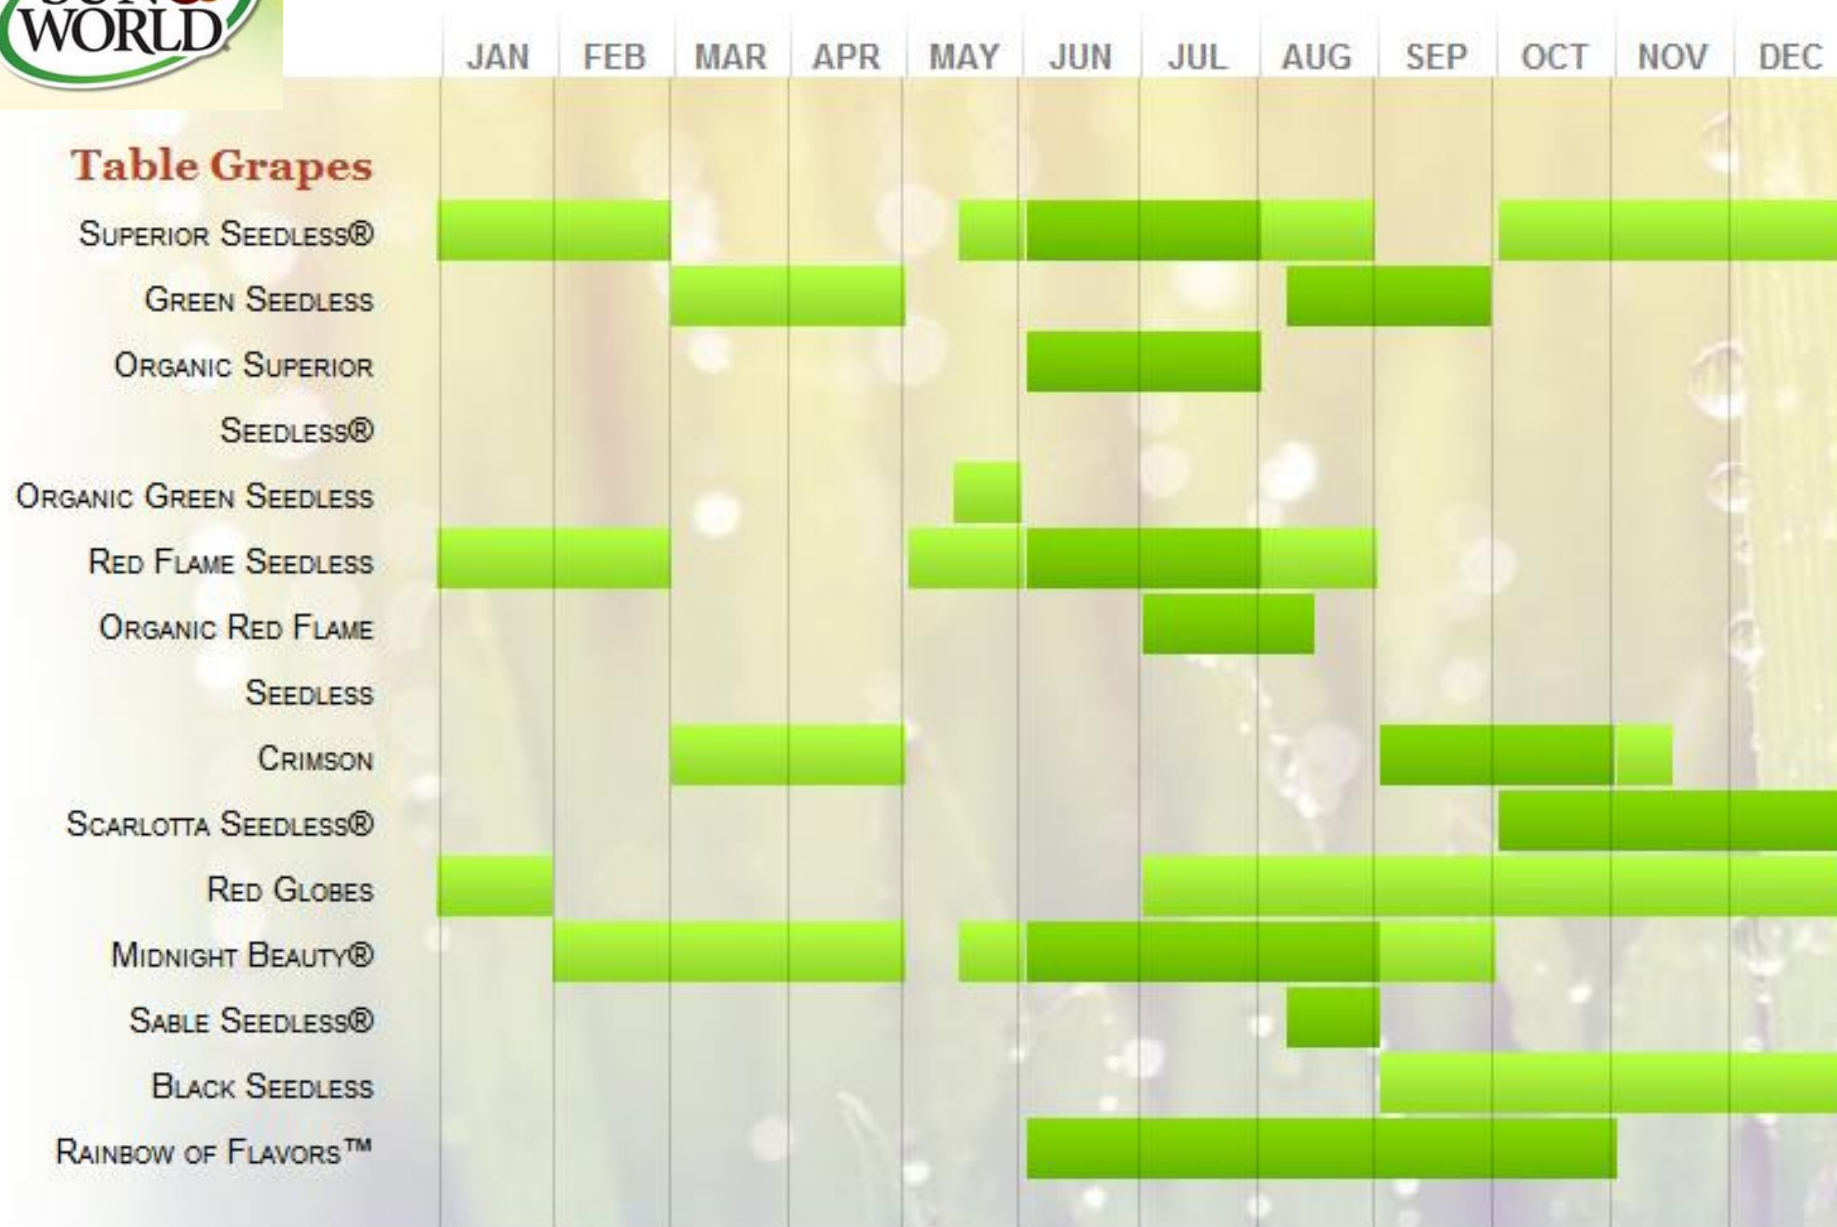 WORLD
JAN FEB MAR APR MAY JUN JUL AUG SEP OCT NOV DEC
Table Grapes
SUPERIOR SEEDLESS®
GREEN SEEDLESS
ORGANIC SUPERIOR
SEEDLESS®
ORGANIC GREEN SEEDLESS
RED FLAME SEEDLESS
ORGANIC RED FLAME
SEEDLESS
CRIMSON
SCARLOTTA SEEDLESS®
RED GLOBES
MIDNIGHT BEAUTY®
SABLE SEEDLESS®
BLACK SEEDLESS
RAINBOW OF FLAVORS™